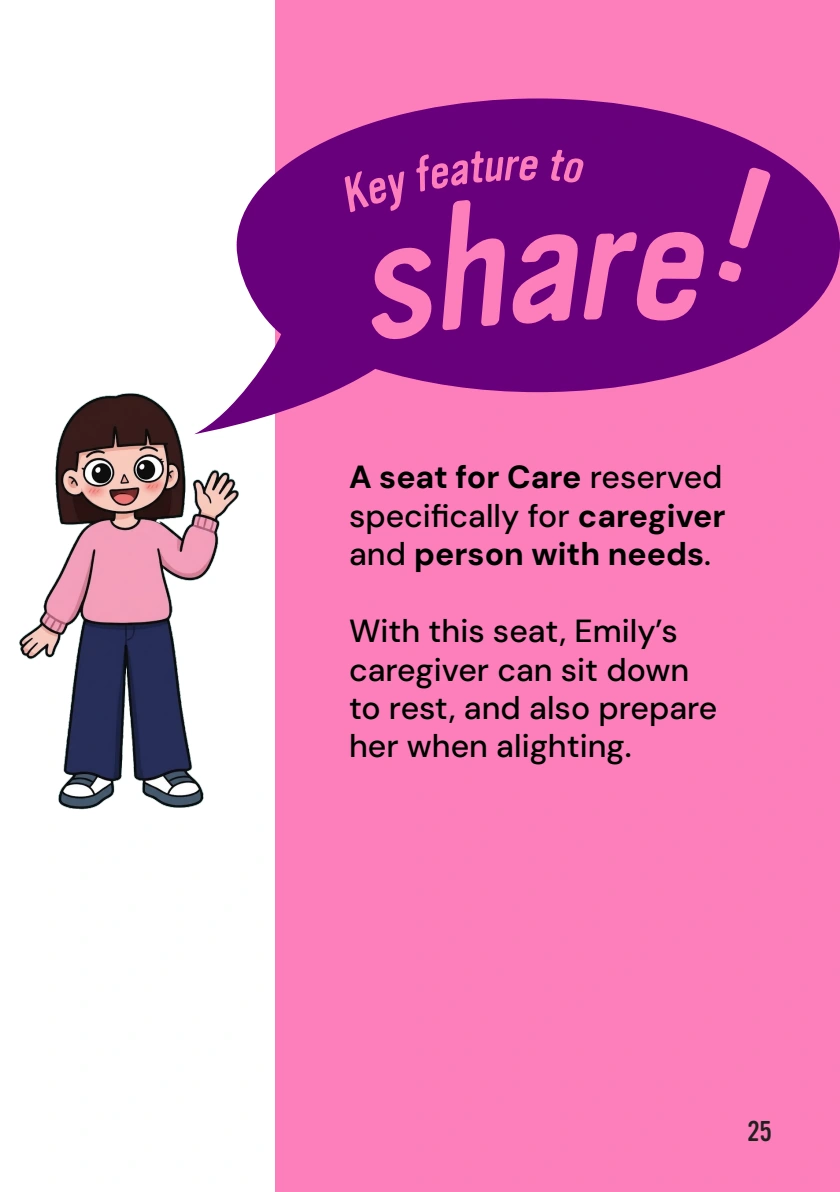 Key feature to
share!
A seat for Care reserved
specifically for caregiver
and person with needs.
With this seat, Emily’s
caregiver can sit down
to rest, and also prepare
her when alighting.
25